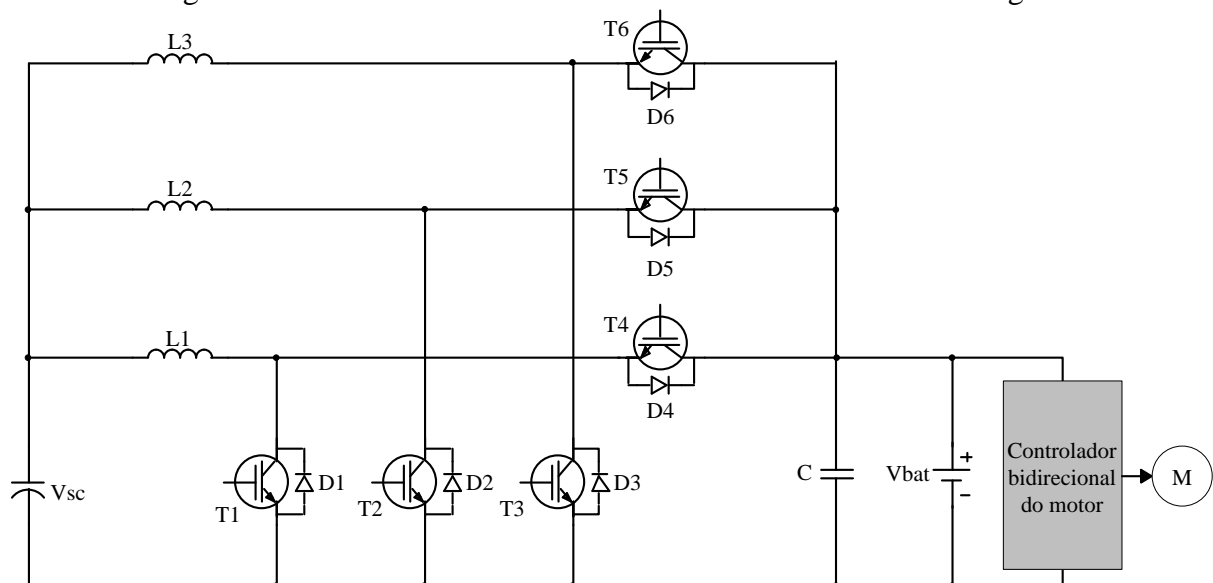 T6
L3
D6
T5
L2
D5
T4
L1
D4
Controlador
bidirecional
do motor
Vsc
D1
D2
D3
C
Vbat
+
−
M
T1
T2
T3